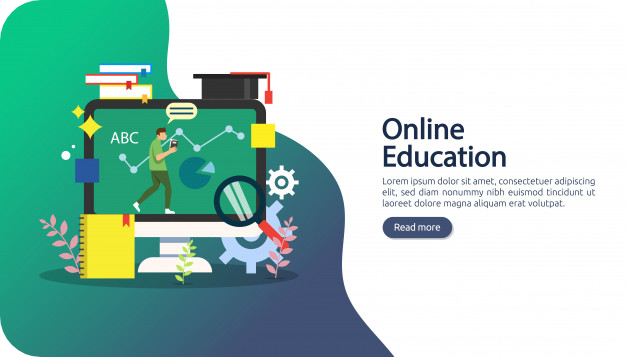 ABC
Online
Education
Lorem ipsum dolor sit amet, consectetuer adipiscing
elit, sed diam nonummy nibh euismod tincidunt ut
laoreet dolore magna aliquam erat volutpat.
Read more